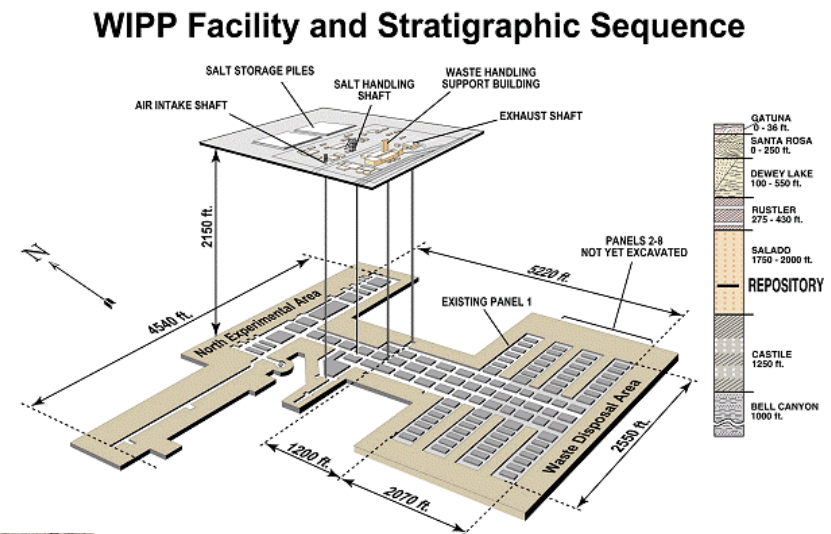 WIPP Facility and Stratigraphic Sequence
SALT STORAGE PILES
AIR INTAKE SHAFT
SALT HANDLING
SHAFT
WASTE HANDLING
SUPPORT BUILDING
EXHAUST SHAFT
2150 ft.
N
4540 ft.
North Experimental Area
5220 ft.
PANELS 2-8
NOT YET EXCAVATED
EXISTING PANEL 1
Waste Disposal Area
1200 ft.
2070 ft.
2550 ft.
GATUNA
0 - 36 ft.
SANTA ROSA
0 - 250 ft.
DEWEY LAKE
100 - 550 ft.
RUSTLER
275 - 430 ft.
SALADO
1750 - 2000 ft.
REPOSITORY
CASTILE
1250 ft.
BELL CANYON
1000 ft.